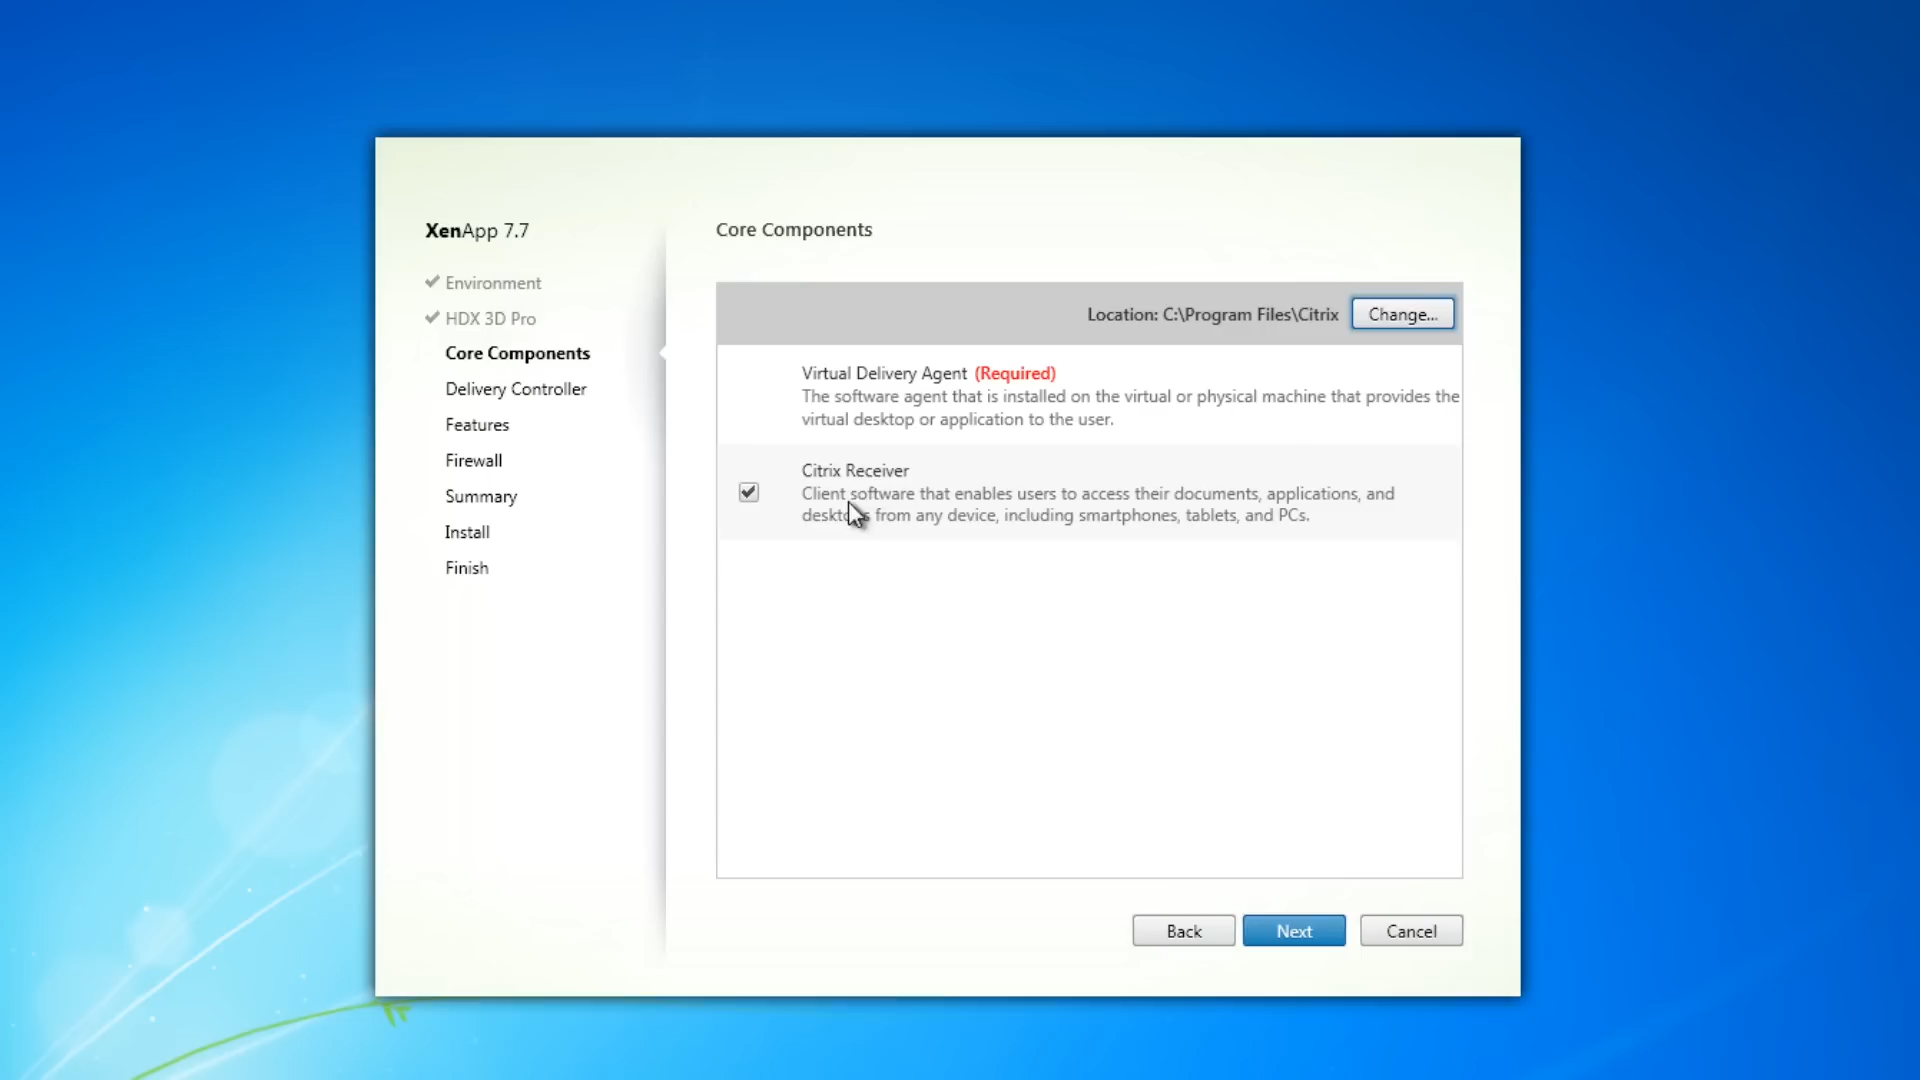 XenApp 7.7
Environment
HDX 3D Pro
Core Components
Delivery Controller
Features
Firewall
Summary
Install
Finish
Core Components
Location: C:\Program Files\Citrix
Change...
Virtual Delivery Agent (Required)
The software agent that is installed on the virtual or physical machine that provides the
virtual desktop or application to the user.
Citrix Receiver
Client software that enables users to access their documents, applications, and
desktops from any device, including smartphones, tablets, and PCs.
Back
Next
Cancel